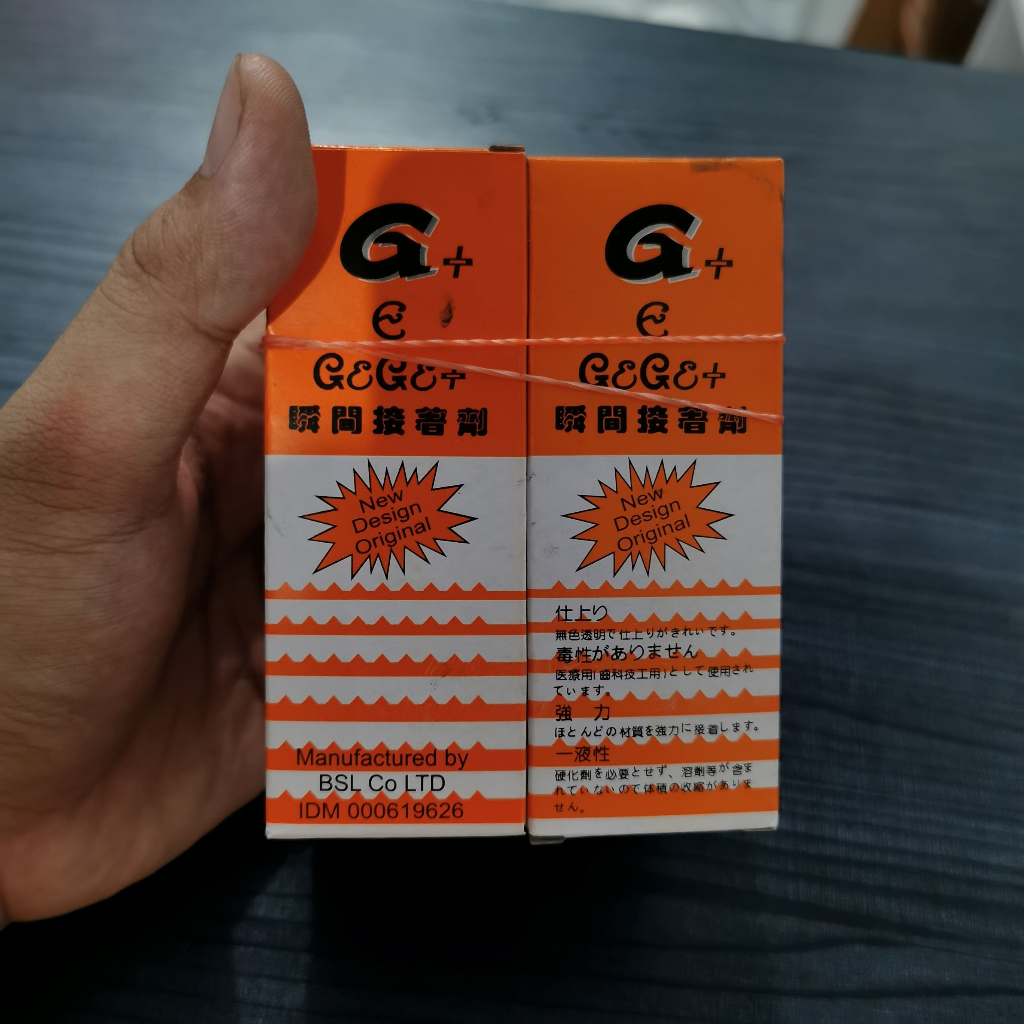 G+
E
GEGE+
瞬間接着劑
New
Design
Original
Manufactured by
BSL Co LTD
IDM 000619626
G+
E
GEGE+
瞬間接着劑
New
Design
Original
仕上り
無色透明で仕上りがきれいです。
毒性がありません
医療用(歯科技工用)として使用され
ています。
強 力
ほとんどの材質を強力に接着します。
一液性
硬化劑を必要とせず、溶劑等が含ま
れていないので体積の収縮がありま
せん。